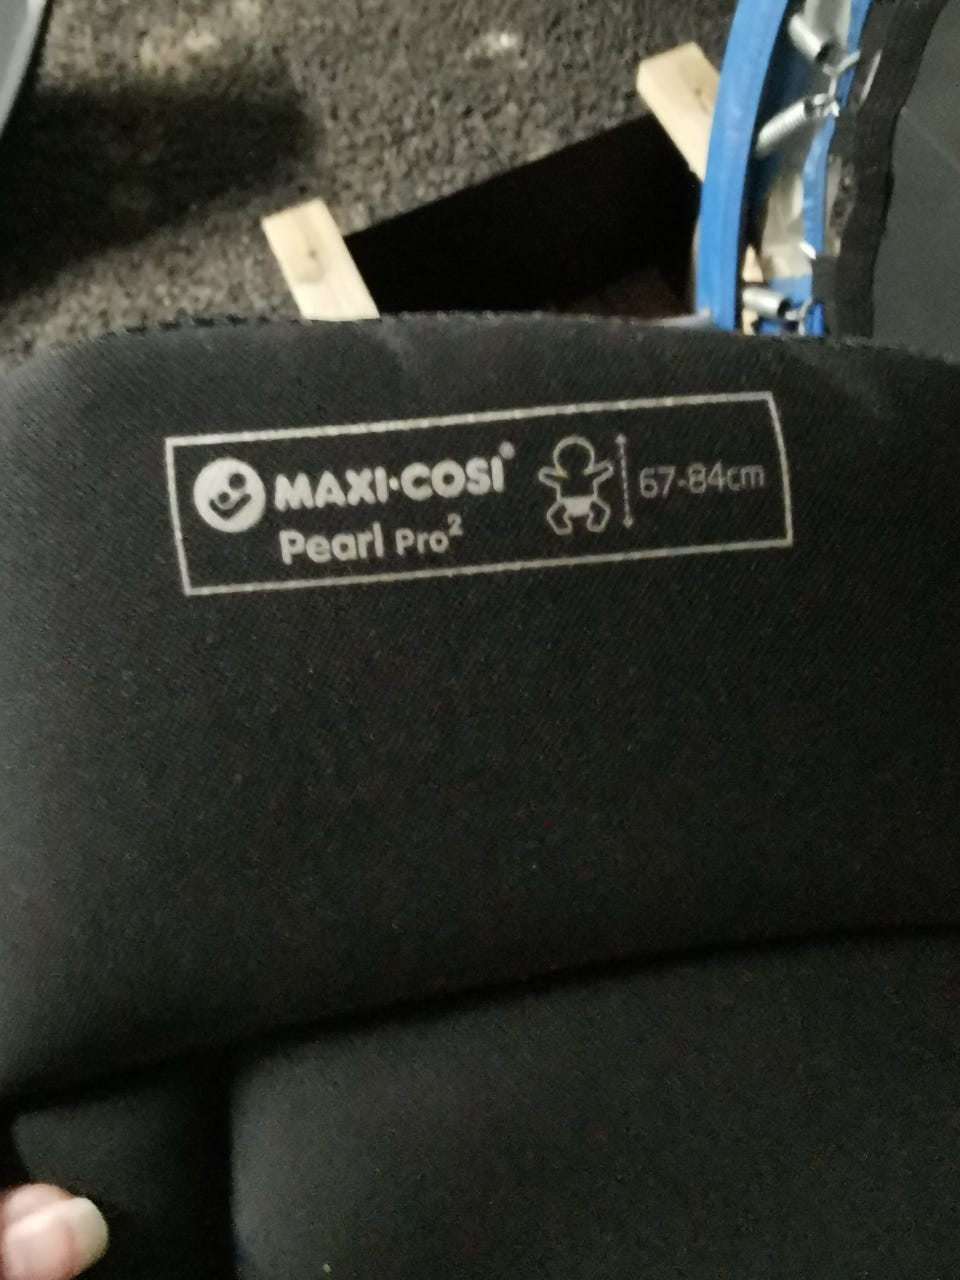 MAXI·COSI®
Pearl Pro²
67-84cm